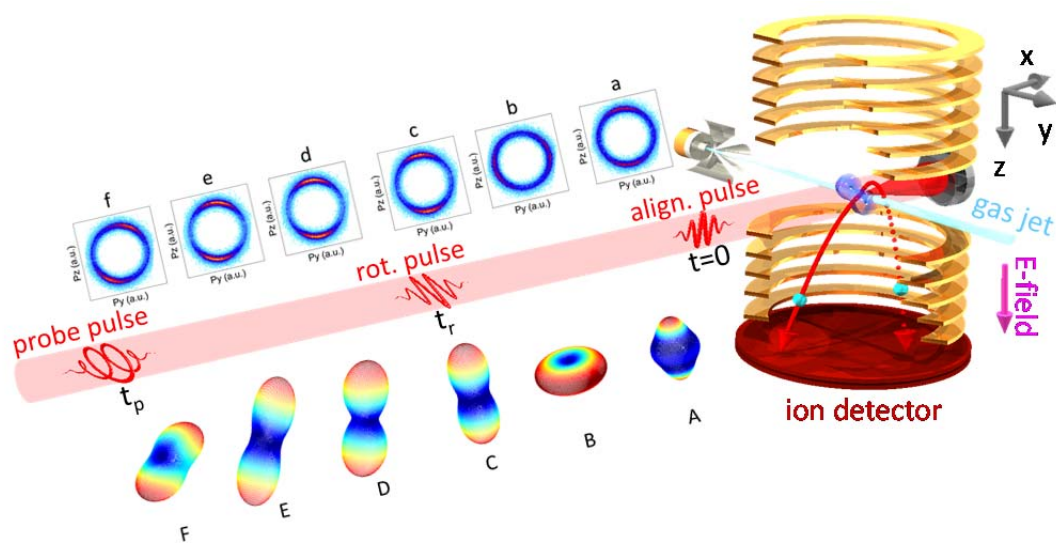 a
b
c
d
e
f
Pz (a.u.)
Py (a.u.)
Pz (a.u.)
Py (a.u.)
Pz (a.u.)
Py (a.u.)
Pz (a.u.)
Py (a.u.)
Pz (a.u.)
Py (a.u.)
Pz (a.u.)
Py (a.u.)
x
y
z
gas jet
E-field
align. pulse
t=0
rot. pulse
tr
probe pulse
tp
ion detector
A
B
C
D
E
F